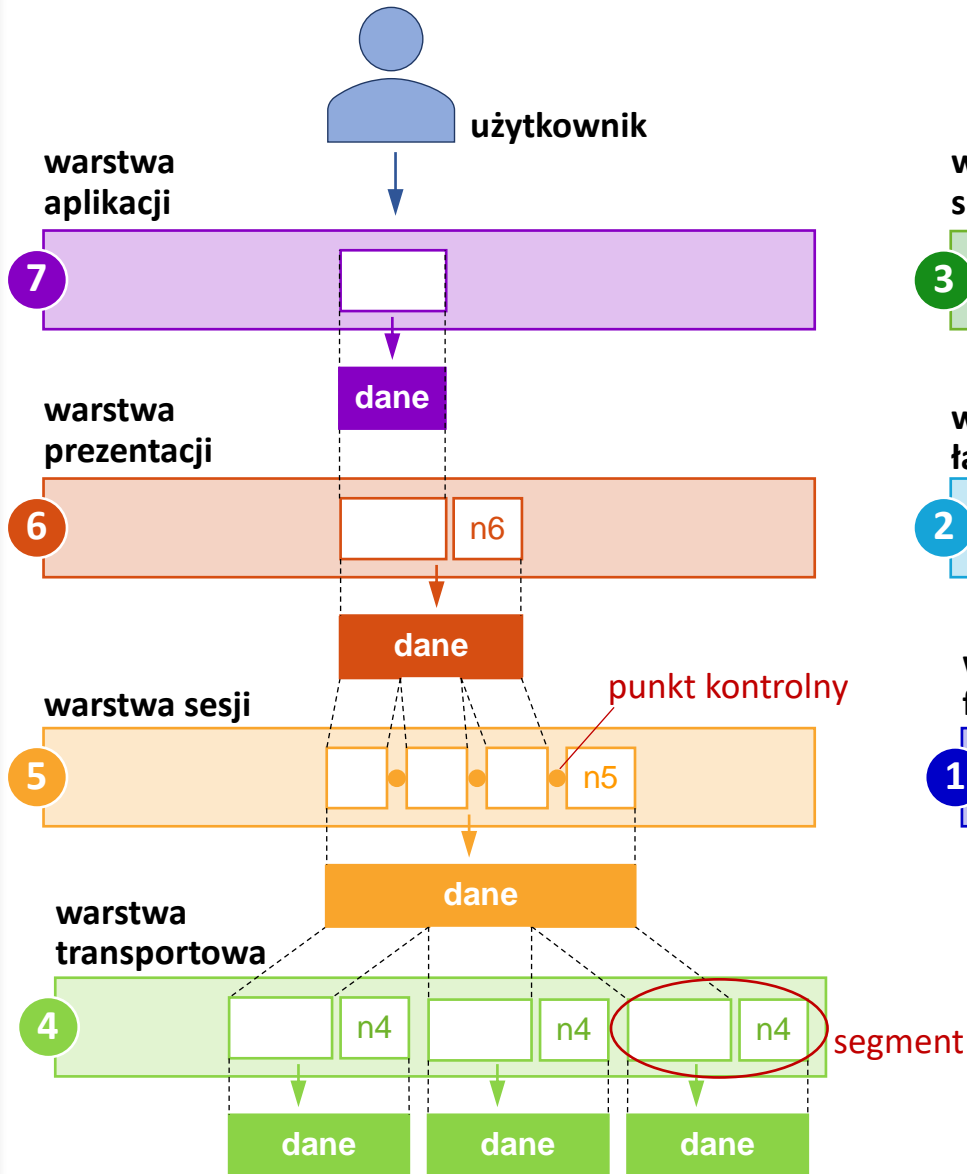 użytkownik
warstwa
aplikacji
7
dane
warstwa
prezentacji
6
n6
dane
warstwa sesji
punkt kontrolny
5
n5
dane
warstwa
transportowa
4
n4
n4
n4
segment
dane
dane
dane
3
2
1